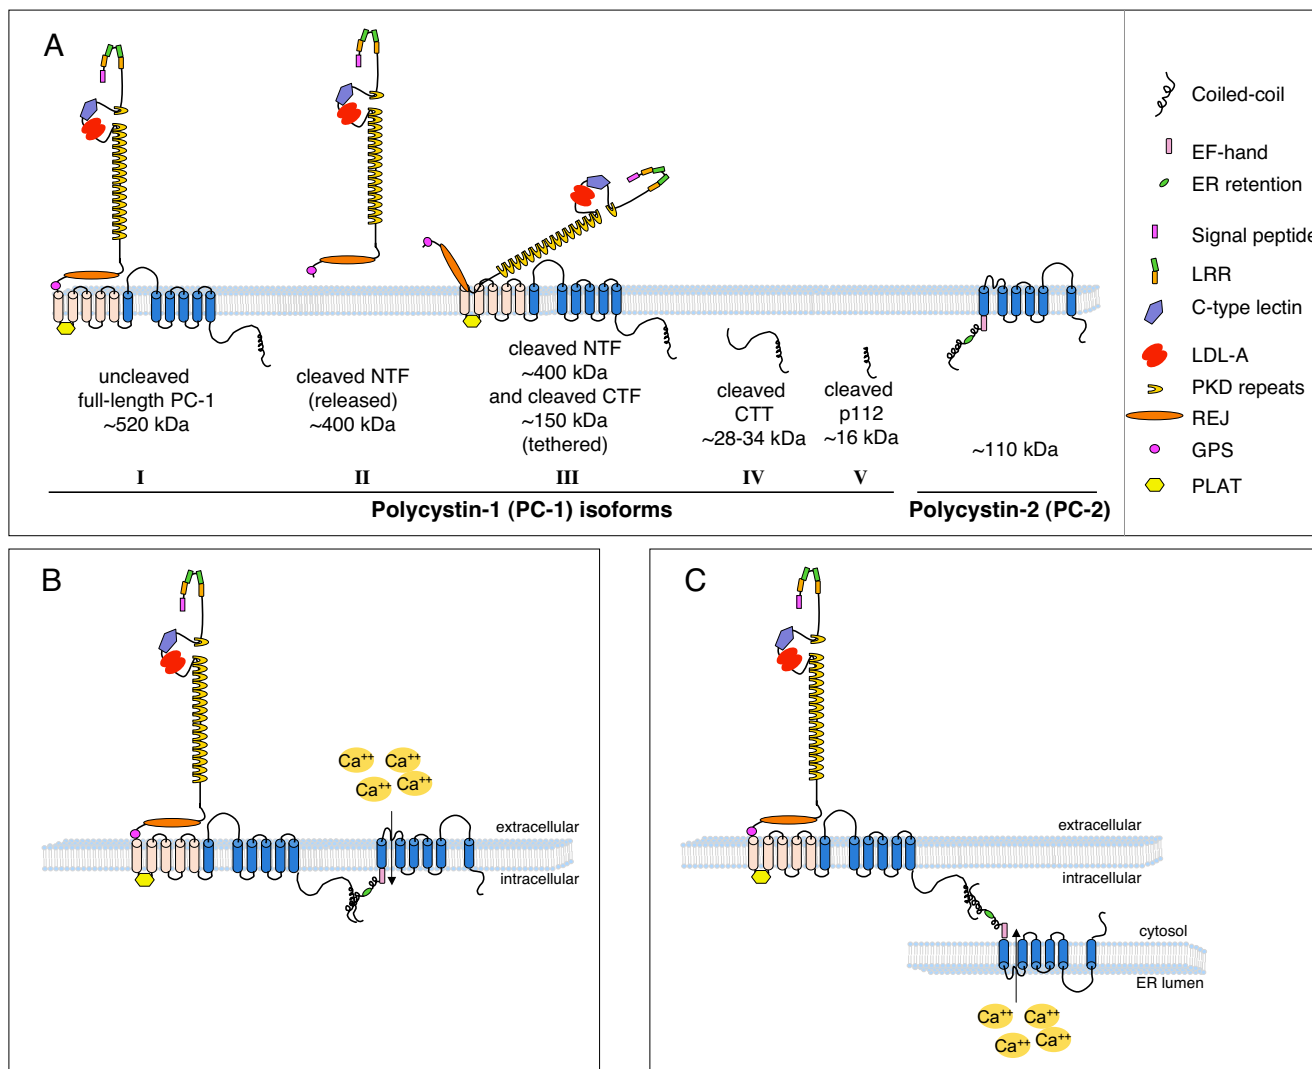 A
uncleaved
full-length PC-1
~520 kDa
I
cleaved NTF
(released)
~400 kDa
II
cleaved NTF
~400 kDa
and cleaved CTF
~150 kDa
(tethered)
III
cleaved
CTT
~28-34 kDa
IV
cleaved
p112
~16 kDa
V
Polycystin-1 (PC-1) isoforms
~110 kDa
Polycystin-2 (PC-2)
Coiled-coil
EF-hand
ER retention
Signal peptide
LRR
C-type lectin
LDL-A
PKD repeats
REJ
GPS
PLAT
B
Ca++
Ca++
Ca++
Ca++
extracellular
intracellular
C
extracellular
intracellular
cytosol
ER lumen
Ca++
Ca++
Ca++
Ca++